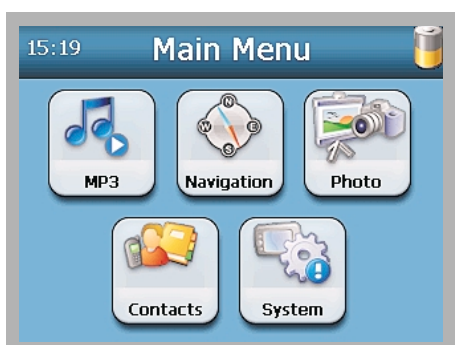 15:19 Main Menu
N
W E
S
MP3 Navigation Photo
Contacts System